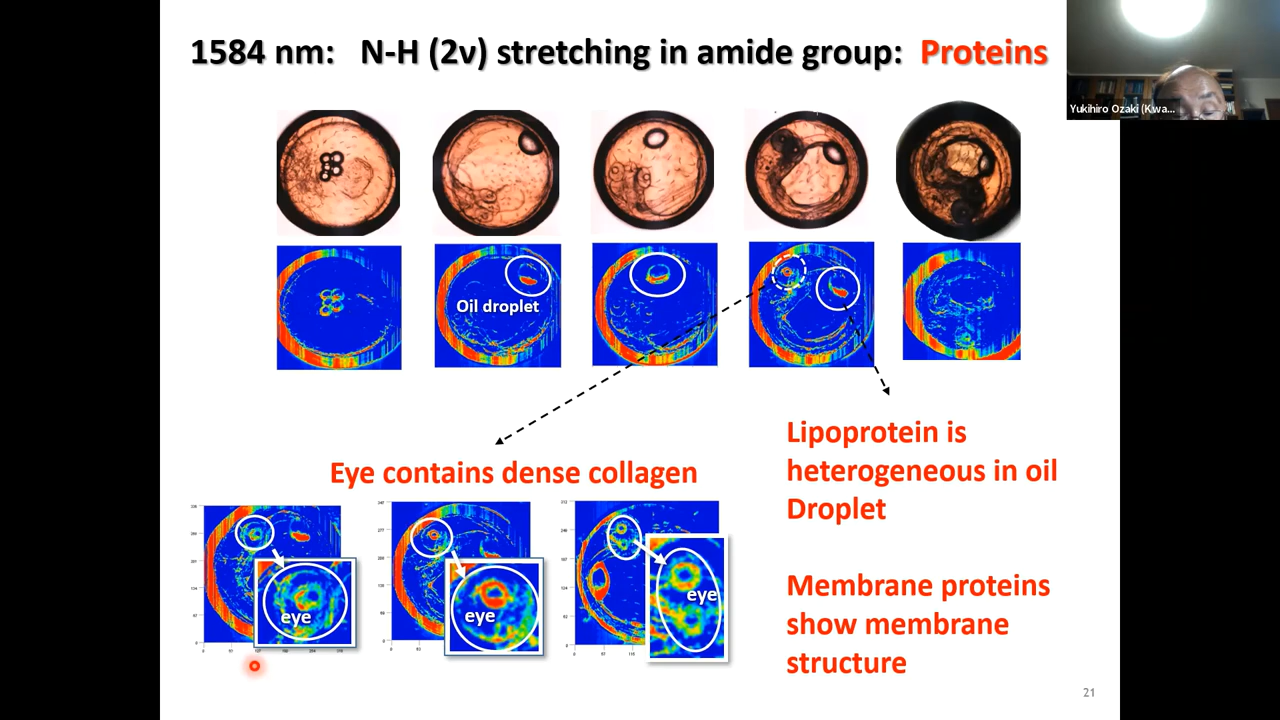 1584 nm: N-H (2ν) stretching in amide group: Proteins
Yukihiro Ozaki (Kwa...
Oil droplet
Eye contains dense collagen
Lipoprotein is
heterogeneous in oil
Droplet
Membrane proteins
show membrane
structure
eye
eye
eye
21